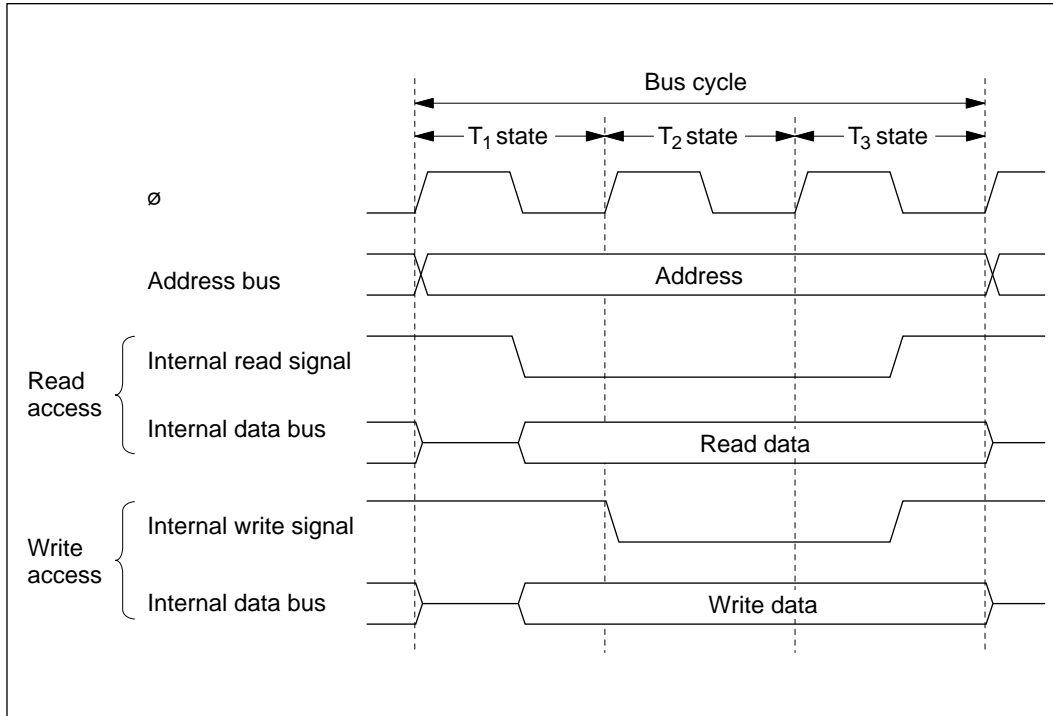 Bus cycle
T1 state
T2 state
T3 state
ø
Address bus
Address
Read
access
Internal read signal
Internal data bus
Read data
Write
access
Internal write signal
Internal data bus
Write data